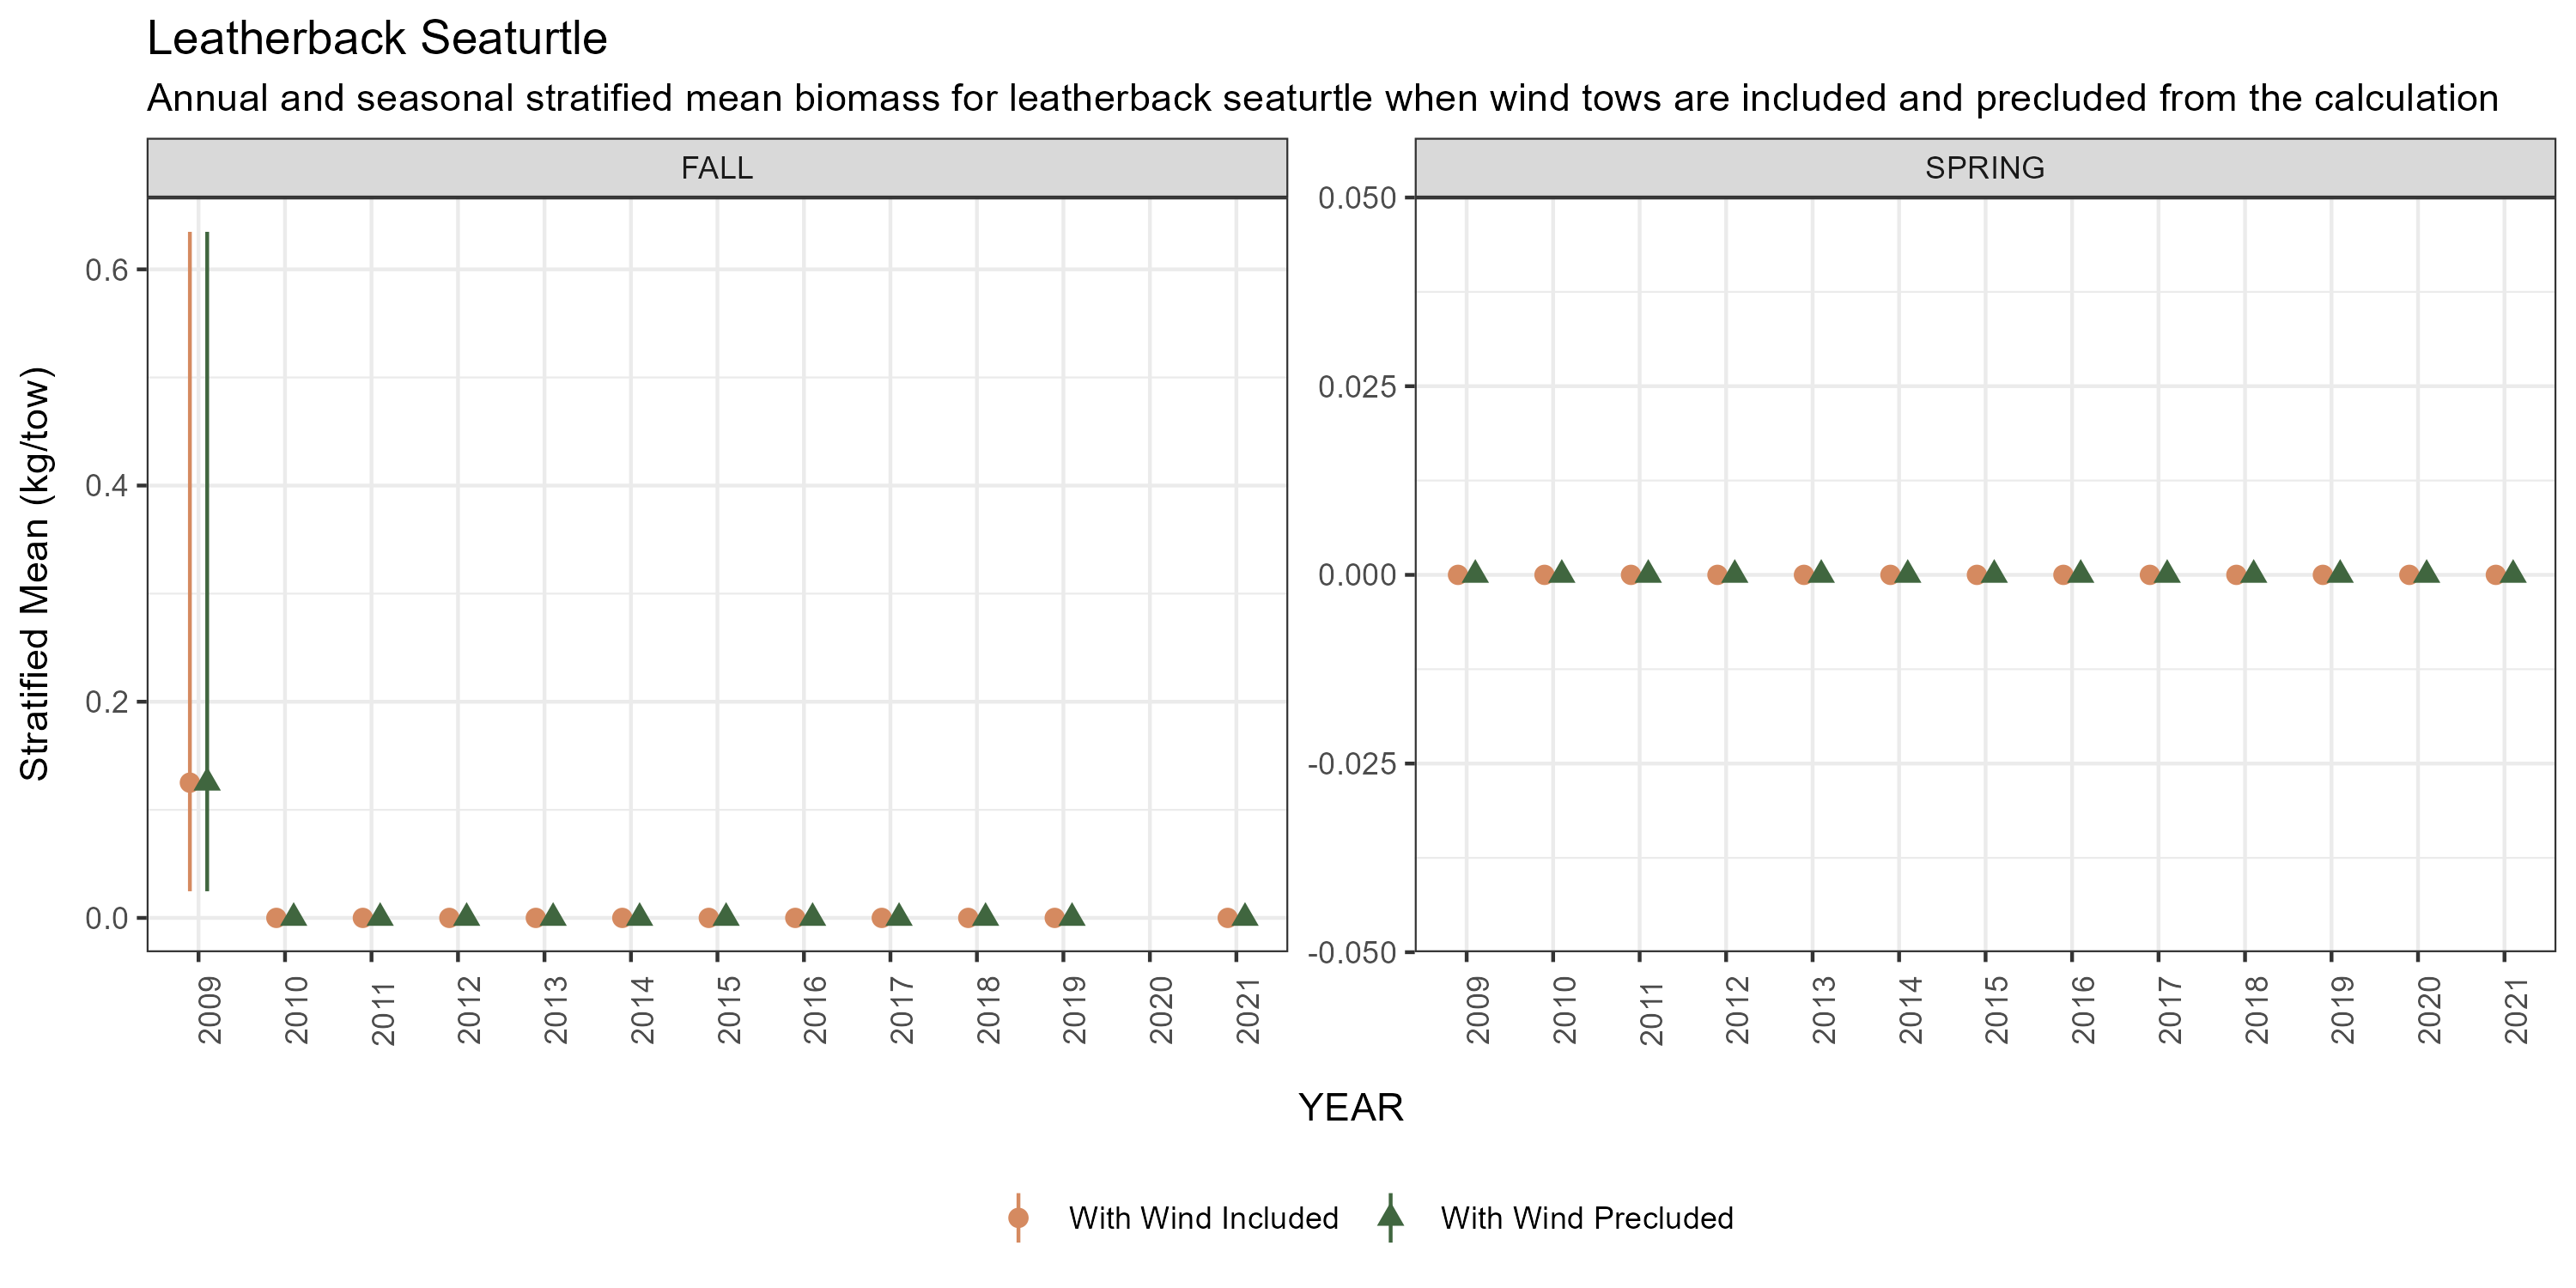 Leatherback Seaturtle
Annual and seasonal stratified mean biomass for leatherback seaturtle when wind tows are included and precluded from the calculation
FALL
SPRING
Stratified Mean (kg/tow)
0.6
0.4
0.2
0.0
0.050
0.025
0.000
-0.025
-0.050
2009 2010 2011 2012 2013 2014 2015 2016 2017 2018 2019 2020 2021
2009 2010 2011 2012 2013 2014 2015 2016 2017 2018 2019 2020 2021
YEAR
With Wind Included
With Wind Precluded